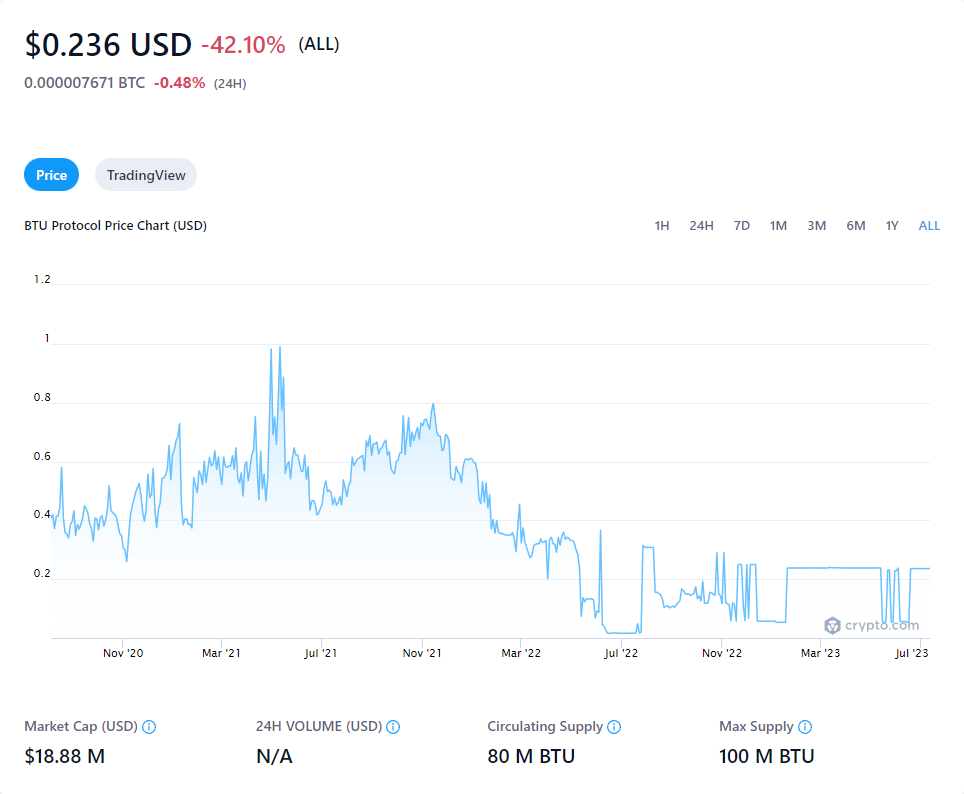 $0.236 USD -42.10% (ALL)
0.000007671 BTC -0.48% (24H)
Price TradingView
BTU Protocol Price Chart (USD) 1H 24H 7D 1M 3M 6M 1Y ALL
1.2
1
0.8
0.6
0.4
0.2
crypto.com
Nov '20 Mar '21 Jul '21 Nov '21 Mar '22 Jul '22 Nov '22 Mar '23 Jul '23
Market Cap (USD) 24H VOLUME (USD) Circulating Supply Max Supply
$18.88 M N/A 80 M BTU 100 M BTU